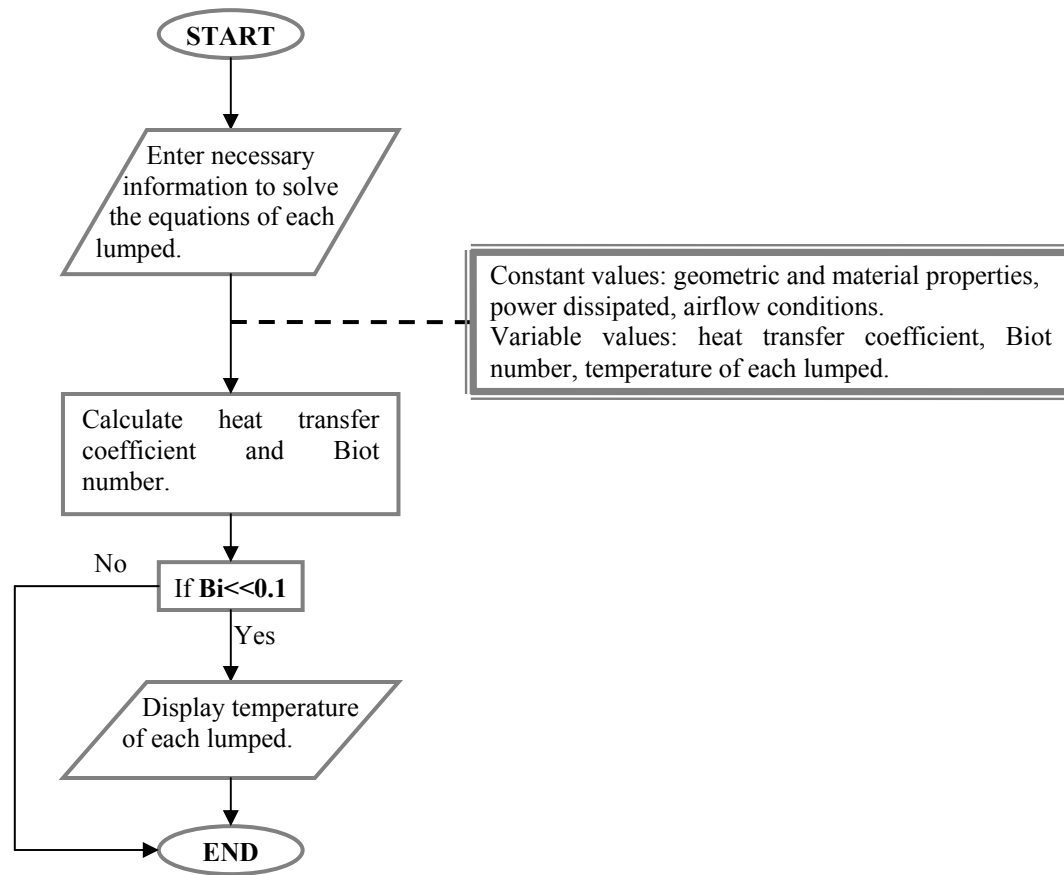 START
Enter necessary
information to solve
the equations of each
lumped.
Constant values: geometric and material properties,
power dissipated, airflow conditions.
Variable values: heat transfer coefficient, Biot
number, temperature of each lumped.
Calculate heat transfer
coefficient and Biot
number.
No
If Bi<<0.1
Yes
Display temperature
of each lumped.
END